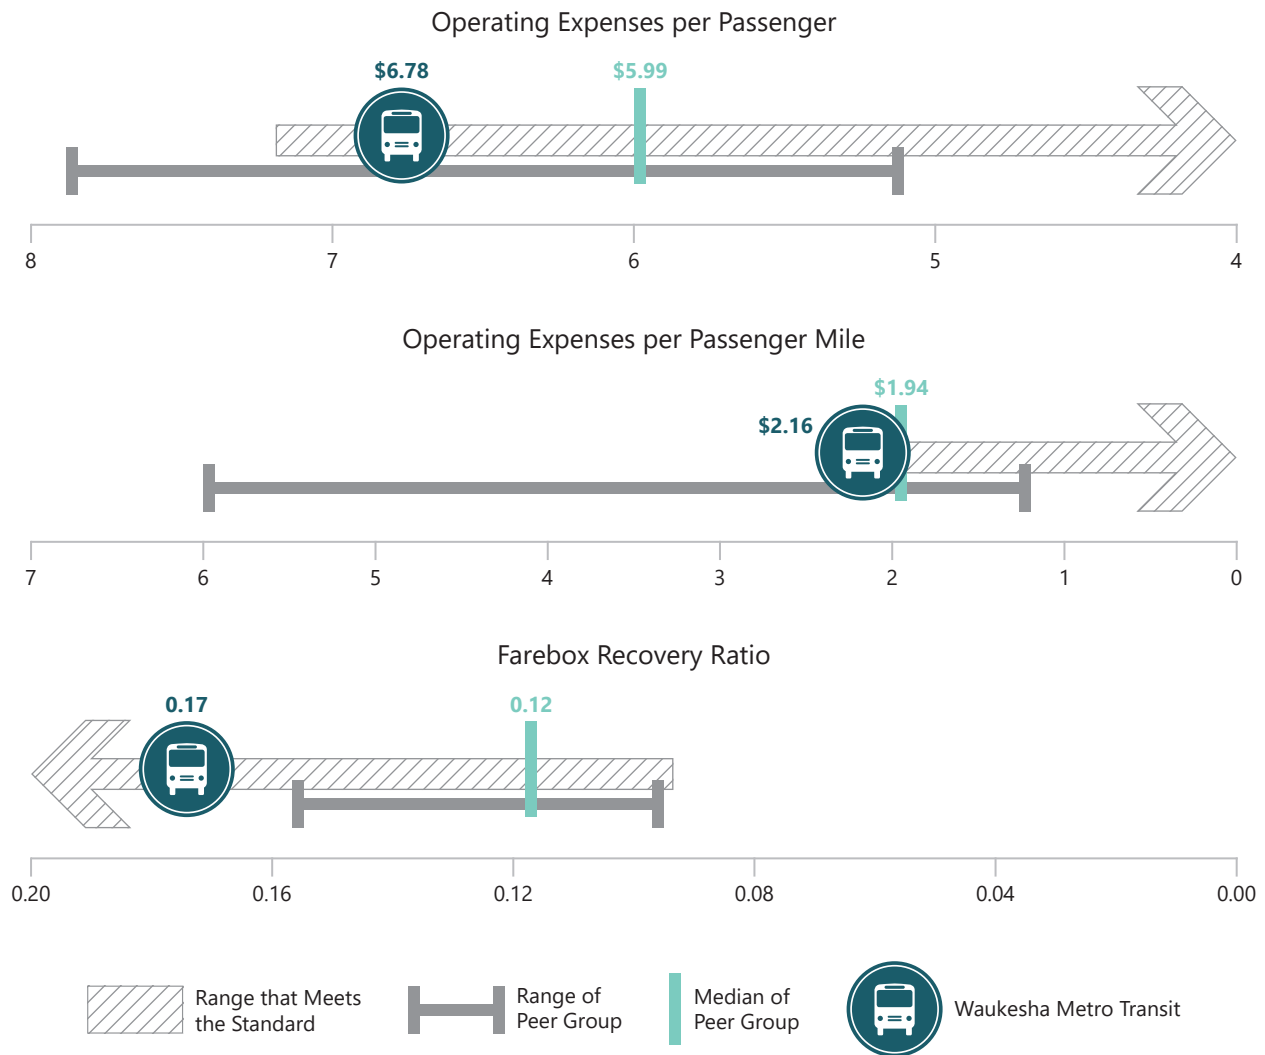 Operating Expenses per Passenger
$6.78 $5.99
8 7 6 5 4
Operating Expenses per Passenger Mile
$1.94
$2.16
7 6 5 4 3 2 1 0
Farebox Recovery Ratio
0.17 0.12
0.20 0.16 0.12 0.08 0.04 0.00
Range that Meets
the Standard
Range of
Peer Group
Median of
Peer Group
Waukesha Metro Transit